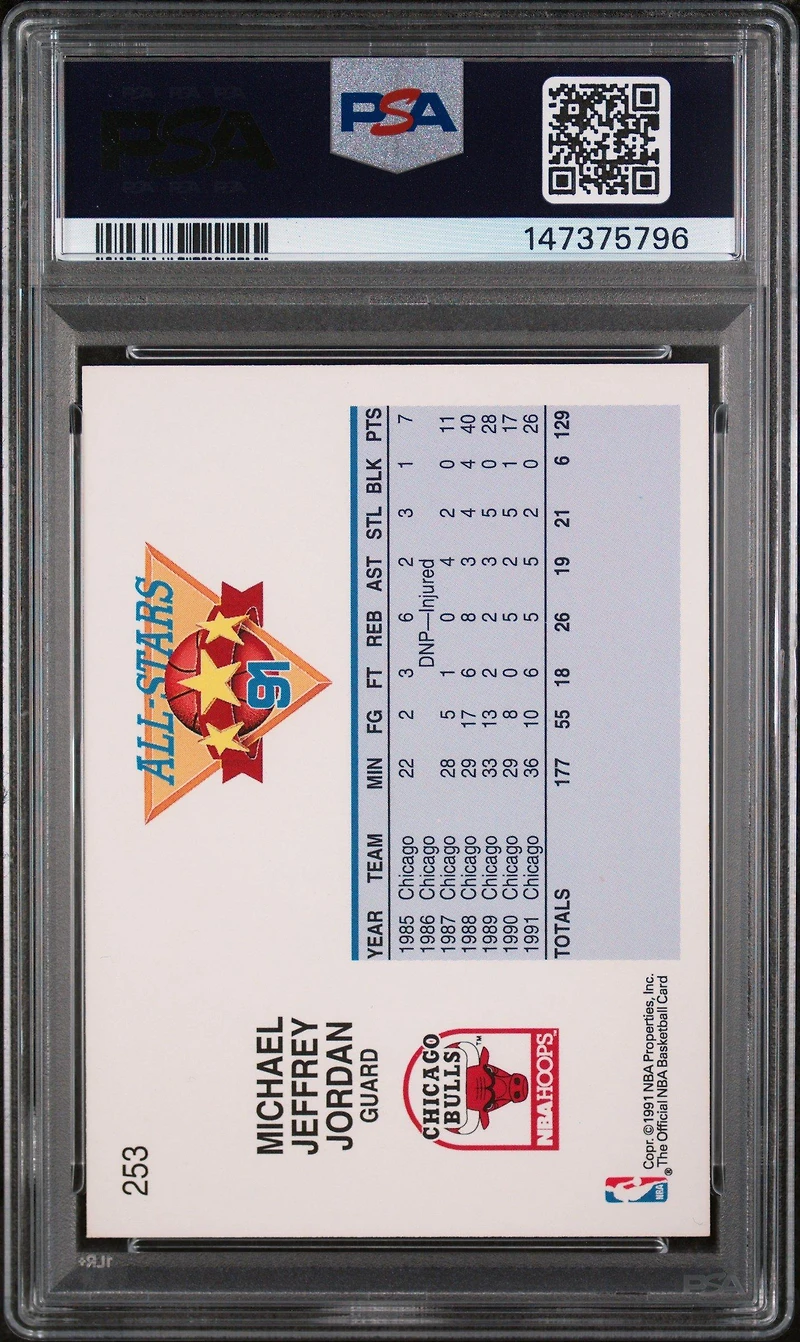 PSA
147375796
253
MICHAEL
JEFFREY
JORDAN
GUARD
CHICAGO
BULLS™
NBA HOOPS™
ALL-STARS
91
YEAR TEAM MIN FG FT REB AST STL BLK PTS
1985 Chicago 22 2 3 6 2 3 1 7
1986 Chicago DNP—Injured
1987 Chicago 28 5 1 0 4 2 0 11
1988 Chicago 29 17 6 8 3 4 4 40
1989 Chicago 33 13 2 2 3 5 0 28
1990 Chicago 29 8 0 5 2 5 1 17
1991 Chicago 36 10 6 5 5 2 0 26
TOTALS 177 55 18 26 19 21 6 129
NBA ®
Copr. ©1991 NBA Properties, Inc.
The Official NBA Basketball Card
PSA